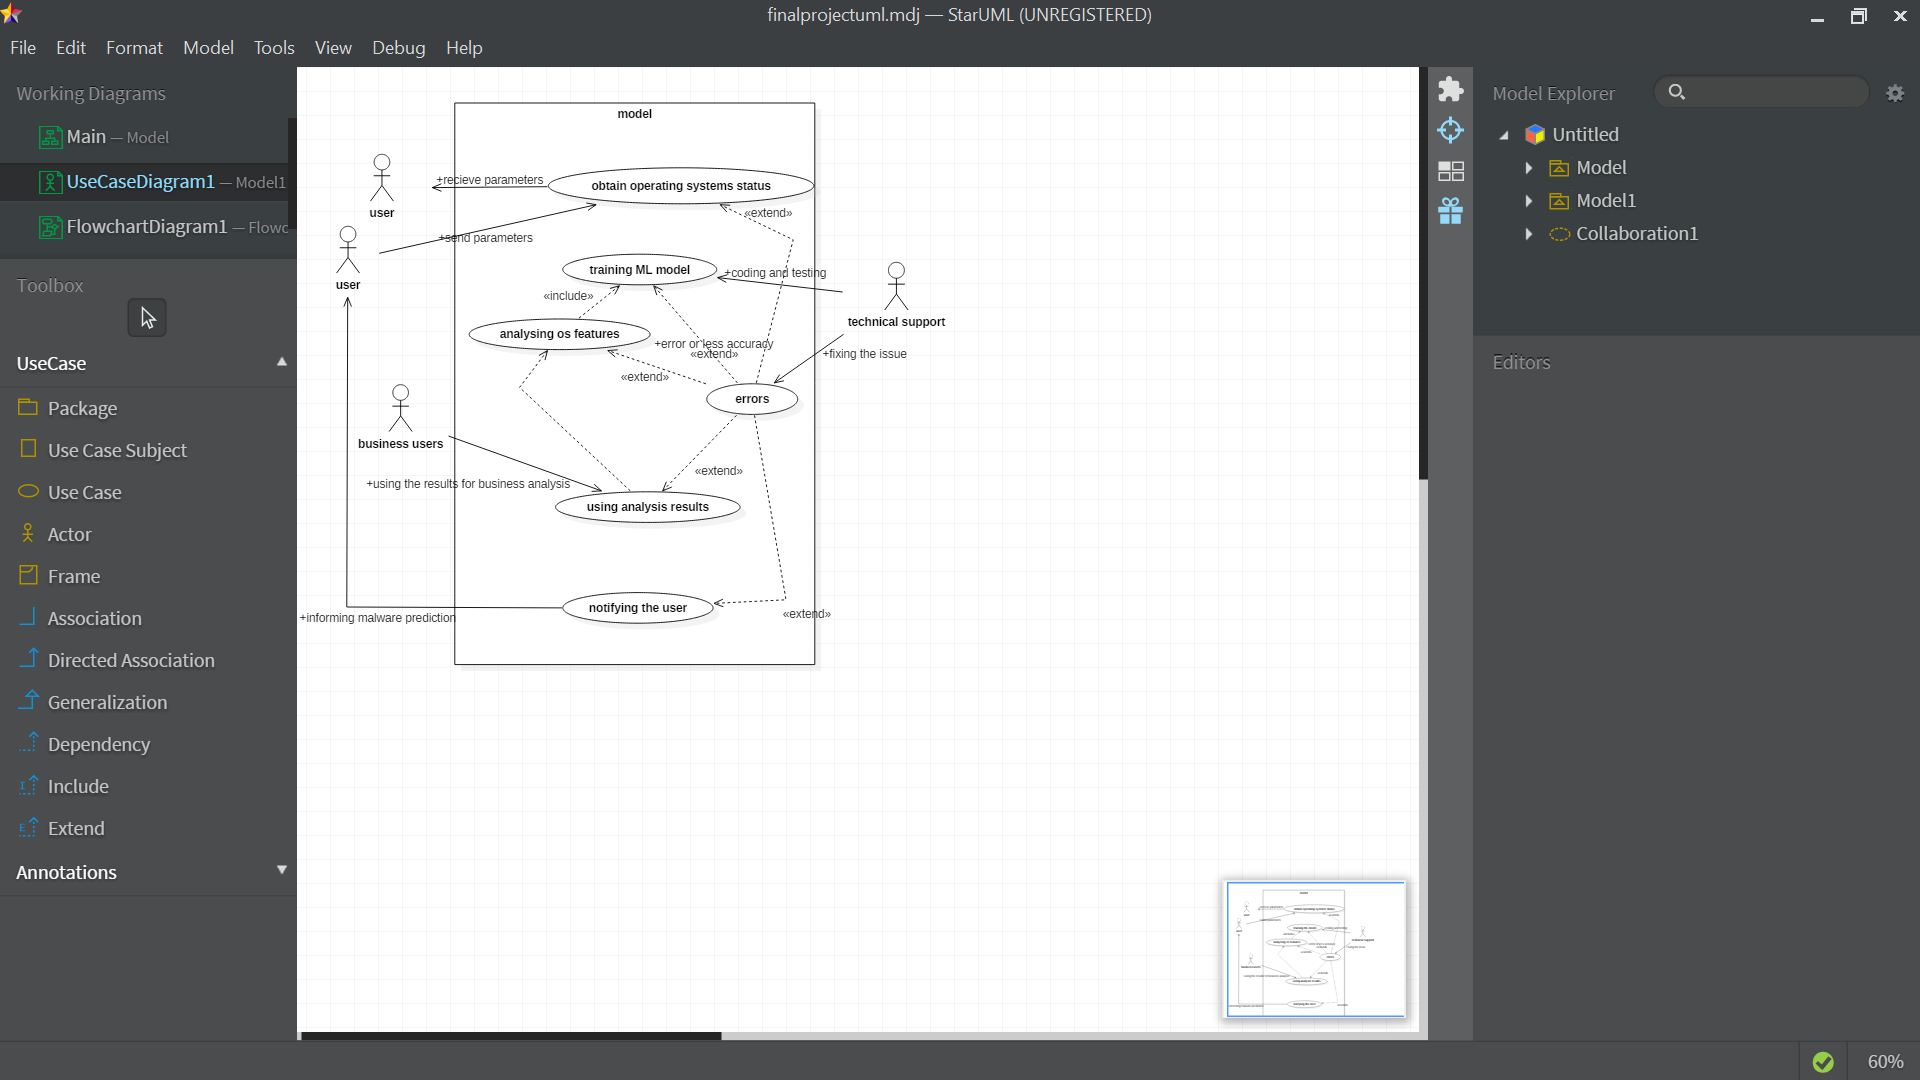 finalprojectuml.mdj — StarUML (UNREGISTERED)
File Edit Format Model Tools View Debug Help
Working Diagrams
Main — Model
UseCaseDiagram1 — Model1
FlowchartDiagram1 — Flowc
Toolbox
UseCase
Package
Use Case Subject
Use Case
Actor
Frame
Association
Directed Association
Generalization
Dependency
Include
Extend
Annotations
model
user
+recieve parameters
obtain operating systems status
«extend»
+send parameters
user
training ML model
+coding and testing
technical support
«include»
analysing os features
+error or less accuracy
«extend»
+fixing the issue
«extend»
errors
business users
+using the results for business analysis
«extend»
using analysis results
notifying the user
+informing malware prediction
«extend»
Model Explorer
Untitled
Model
Model1
Collaboration1
Editors
60%